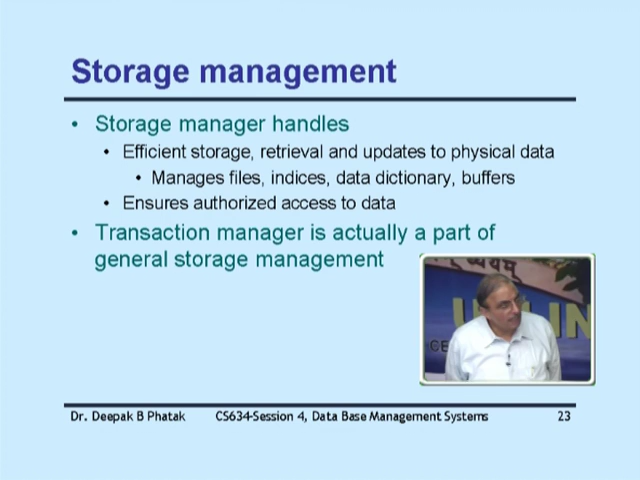 Storage management
• Storage manager handles
• Efficient storage, retrieval and updates to physical data
• Manages files, indices, data dictionary, buffers
• Ensures authorized access to data
• Transaction manager is actually a part of
general storage management
CE
IN
Dr. Deepak B Phatak CS634-Session 4, Data Base Management Systems 23